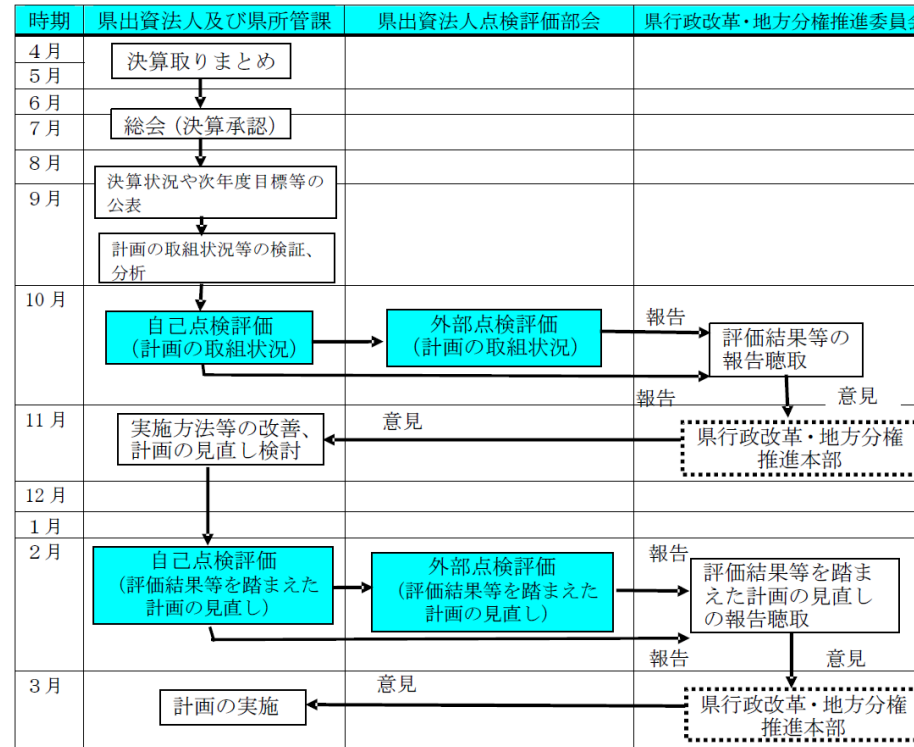 時期 県出資法人及び県所管課 県出資法人点検評価部会 県行政改革・地方分権推進委員会
4月
決算取りまとめ
5月
6月
7月
総会(決算承認)
8月
決算状況や次年度目標等の
公表
9月
計画の取組状況等の検証、
分析
10月
自己点検評価
(計画の取組状況)
外部点検評価
(計画の取組状況)
報告
評価結果等の
報告聴取
報告
意見
11月
実施方法等の改善、
計画の見直し検討
意見
県行政改革・地方分権
推進本部
12月
1月
2月
自己点検評価
(評価結果等を踏まえた
計画の見直し)
外部点検評価
(評価結果等を踏まえた
計画の見直し)
報告
評価結果等を踏ま
えた計画の見直し
の報告聴取
報告
意見
3月
計画の実施
意見
県行政改革・地方分権
推進本部